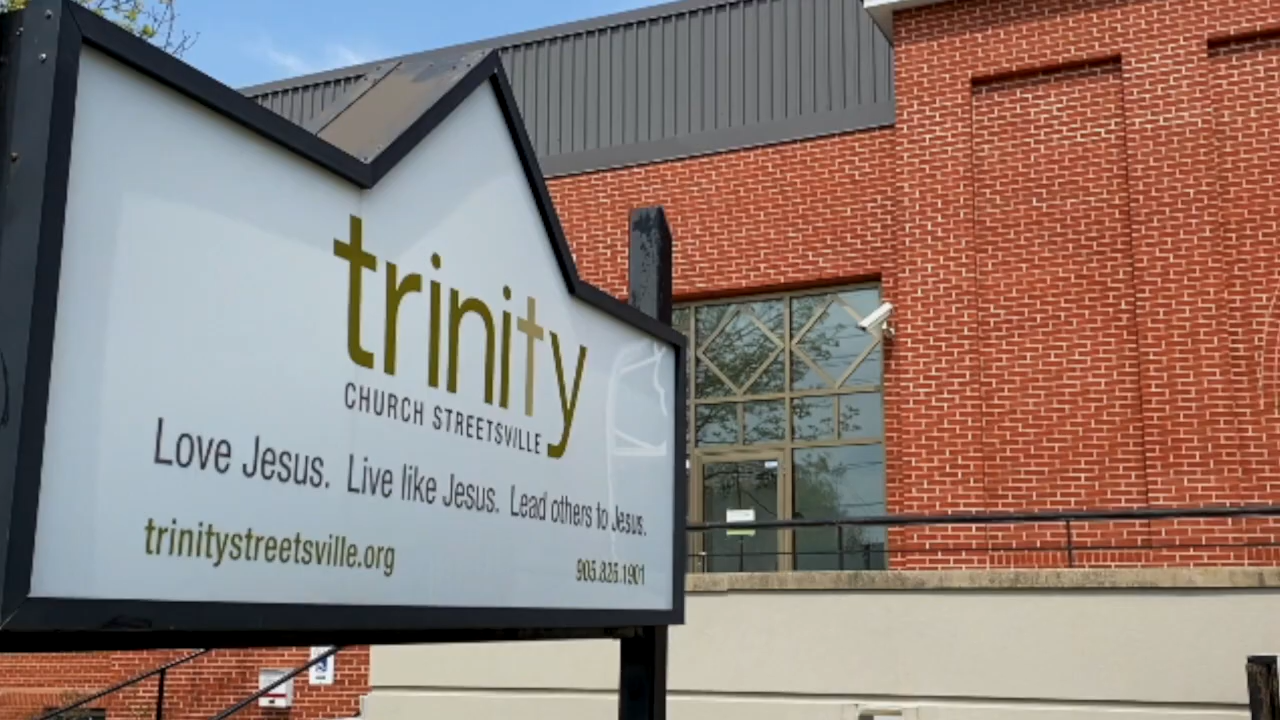 trinity
CHURCH STREETSVILLE
Love Jesus. Live like Jesus. Lead others to Jesus.
trinitystreetsville.org
905.826.1901